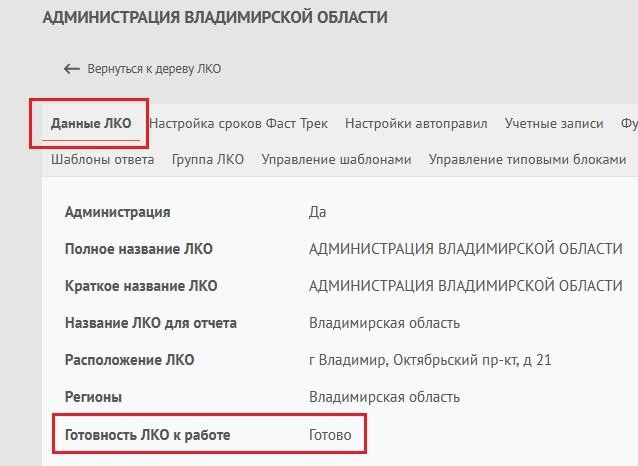 АДМИНИСТРАЦИЯ ВЛАДИМИРСКОЙ ОБЛАСТИ
← Вернуться к дереву ЛКО
Данные ЛКО Настройка сроков Фаст Трек Настройки автоправил Учетные записи Фу
Шаблоны ответа Группа ЛКО Управление шаблонами Управление типовыми блоками
Администрация Да
Полное название ЛКО АДМИНИСТРАЦИЯ ВЛАДИМИРСКОЙ ОБЛАСТИ
Краткое название ЛКО АДМИНИСТРАЦИЯ ВЛАДИМИРСКОЙ ОБЛАСТИ
Название ЛКО для отчета Владимирская область
Расположение ЛКО г Владимир, Октябрьский пр-кт, д 21
Регионы Владимирская область
Готовность ЛКО к работе Готово